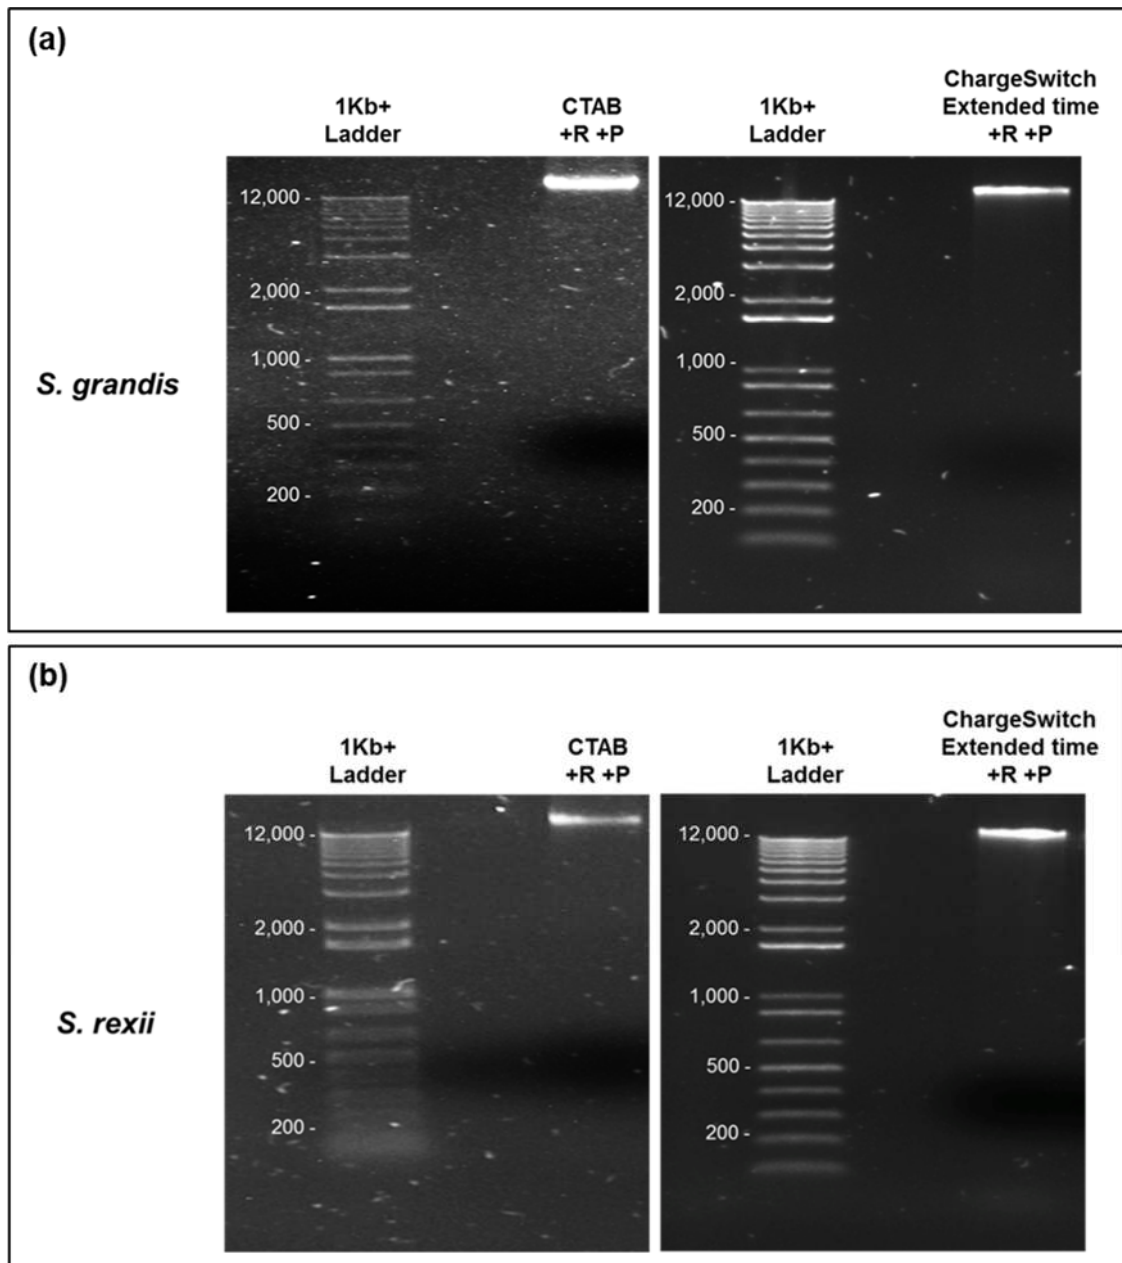 (a)
1Kb+
Ladder
CTAB
+R +P
1Kb+
Ladder
ChargeSwitch
Extended time
+R +P
12,000 -
2,000 -
1,000 -
500 -
200 -
12,000 -
2,000 -
1,000 -
500 -
200 -
S. grandis
(b)
1Kb+
Ladder
CTAB
+R +P
1Kb+
Ladder
ChargeSwitch
Extended time
+R +P
12,000 -
2,000 -
1,000 -
500 -
200 -
12,000 -
2,000 -
1,000 -
500 -
200 -
S. rexii